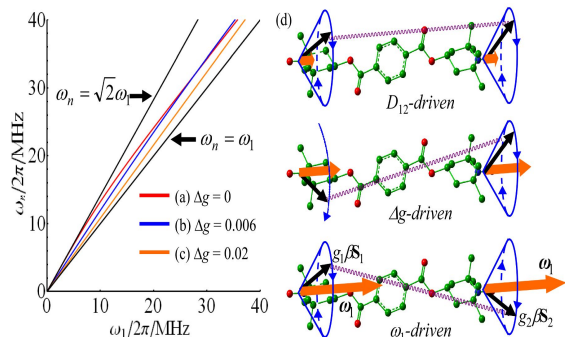 40
30
20
10
0
0
10
20
30
40
ωₙ/2π/MHz
ω₁/2π/MHz
ωₙ = √2ω₁
ωₙ = ω₁
(a) Δg = 0
(b) Δg = 0.006
(c) Δg = 0.02
(d)
D₁₂-driven
Δg-driven
g₁βS₁
ω₁
ω₁
g₂βS₂
ω₁-driven